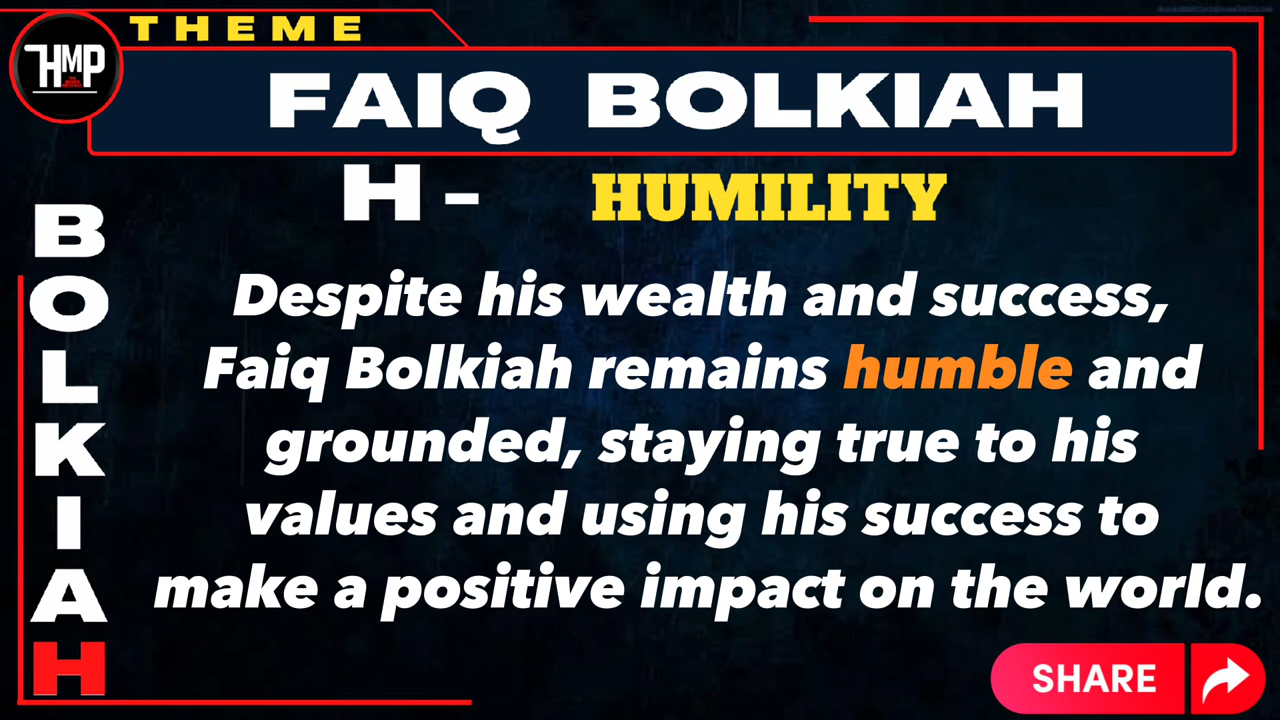 THEME
HMP
FAIQ BOLKIAH
H - HUMILITY
B
O
L
K
I
A
H
Despite his wealth and success,
Faiq Bolkiah remains humble and
grounded, staying true to his
values and using his success to
make a positive impact on the world.
SHARE